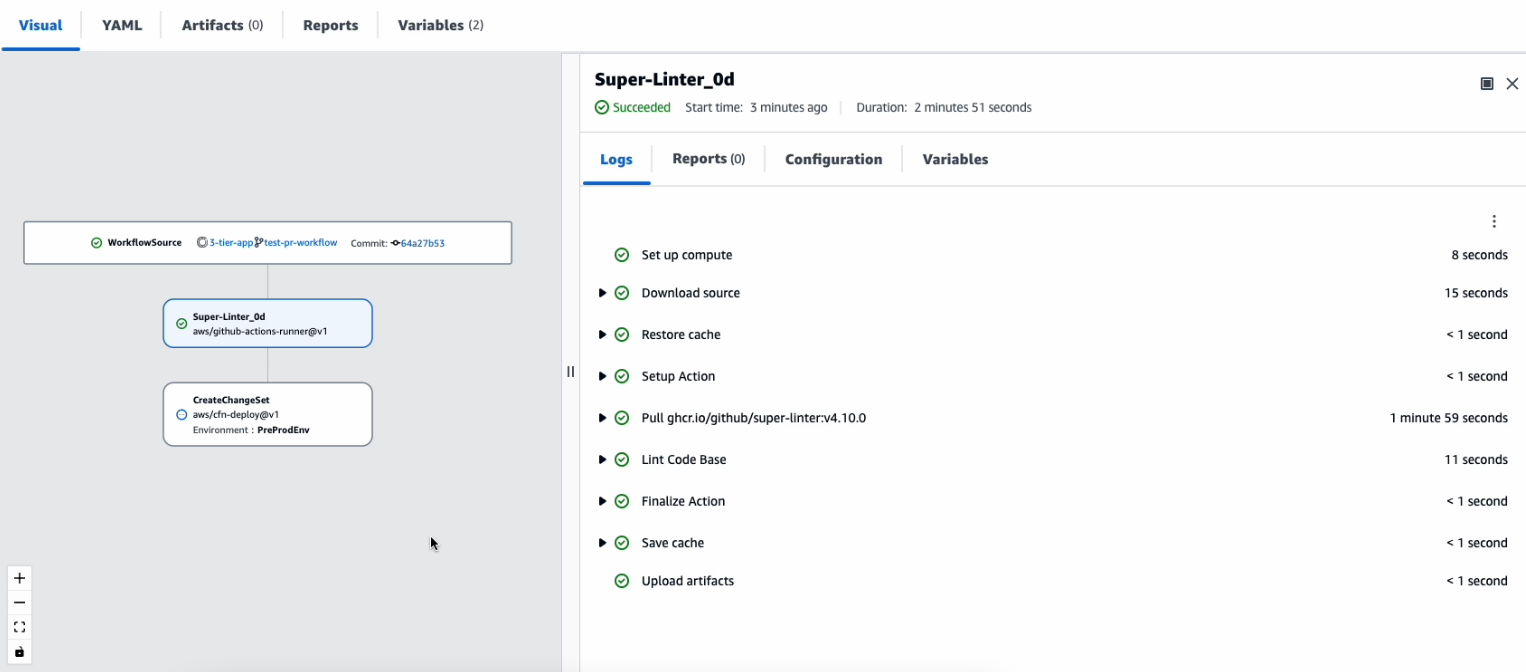 Visual YAML Artifacts (0) Reports Variables (2)
WorkflowSource 3-tier-app test-pr-workflow Commit: 64a27b53
Super-Linter_0d
aws/github-actions-runner@v1
CreateChangeSet
aws/cfn-deploy@v1
Environment : PreProdEnv
Super-Linter_0d
Succeeded Start time: 3 minutes ago Duration: 2 minutes 51 seconds
Logs Reports (0) Configuration Variables
Set up compute 8 seconds
Download source 15 seconds
Restore cache < 1 second
Setup Action < 1 second
Pull ghcr.io/github/super-linter:v4.10.0 1 minute 59 seconds
Lint Code Base 11 seconds
Finalize Action < 1 second
Save cache < 1 second
Upload artifacts < 1 second